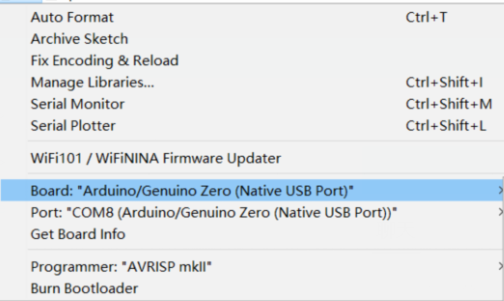 Auto Format Ctrl+T
Archive Sketch
Fix Encoding & Reload
Manage Libraries... Ctrl+Shift+I
Serial Monitor Ctrl+Shift+M
Serial Plotter Ctrl+Shift+L
WiFi101 / WiFiNINA Firmware Updater
Board: "Arduino/Genuino Zero (Native USB Port)"
Port: "COM8 (Arduino/Genuino Zero (Native USB Port))"
Get Board Info
Programmer: "AVRISP mkII"
Burn Bootloader